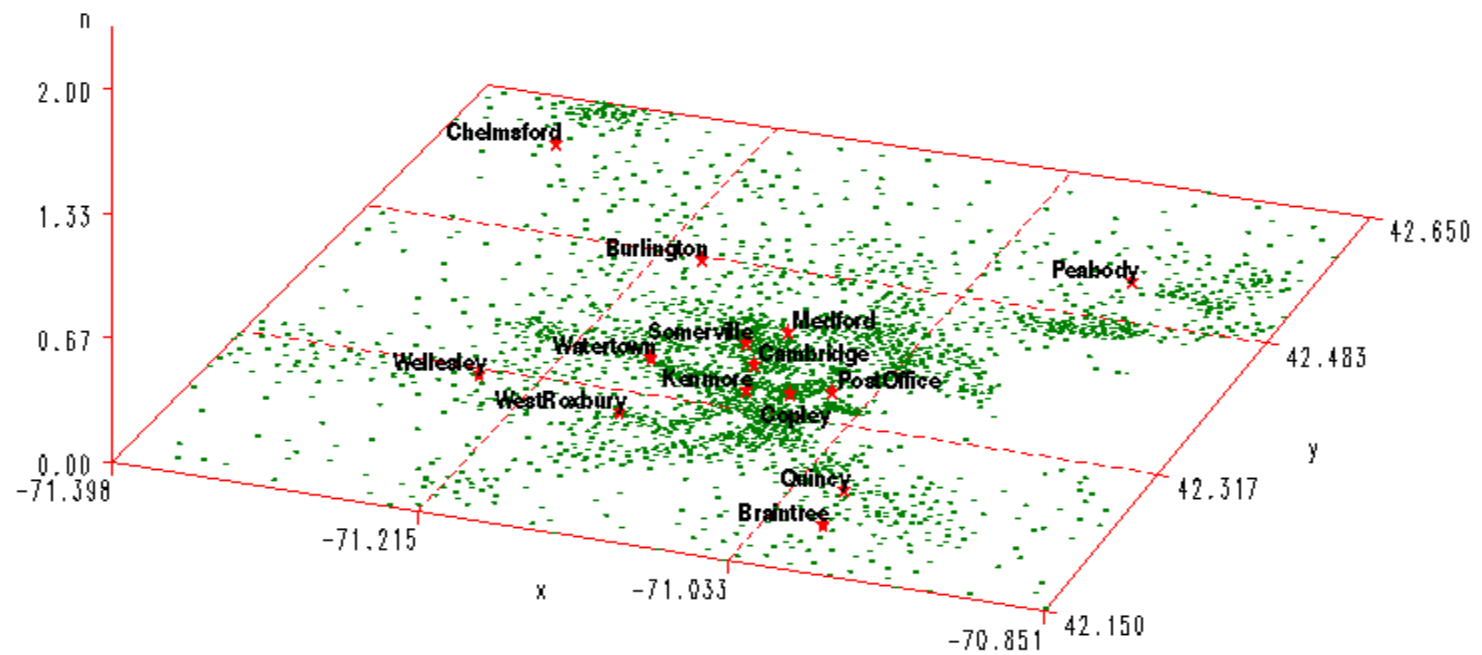 n
2.00
Chelmsford
1.33
42.650
Burlington
Peabody
0.67
Medford
Somerville
42.483
Watertown
Cambridge
Wellesley
Kenmore
PostOffice
WestRoxbury
Copley
y
0.00
Quincy
42.317
-71.398
Braintree
-71.215
x
-71.033
42.150
-70.851